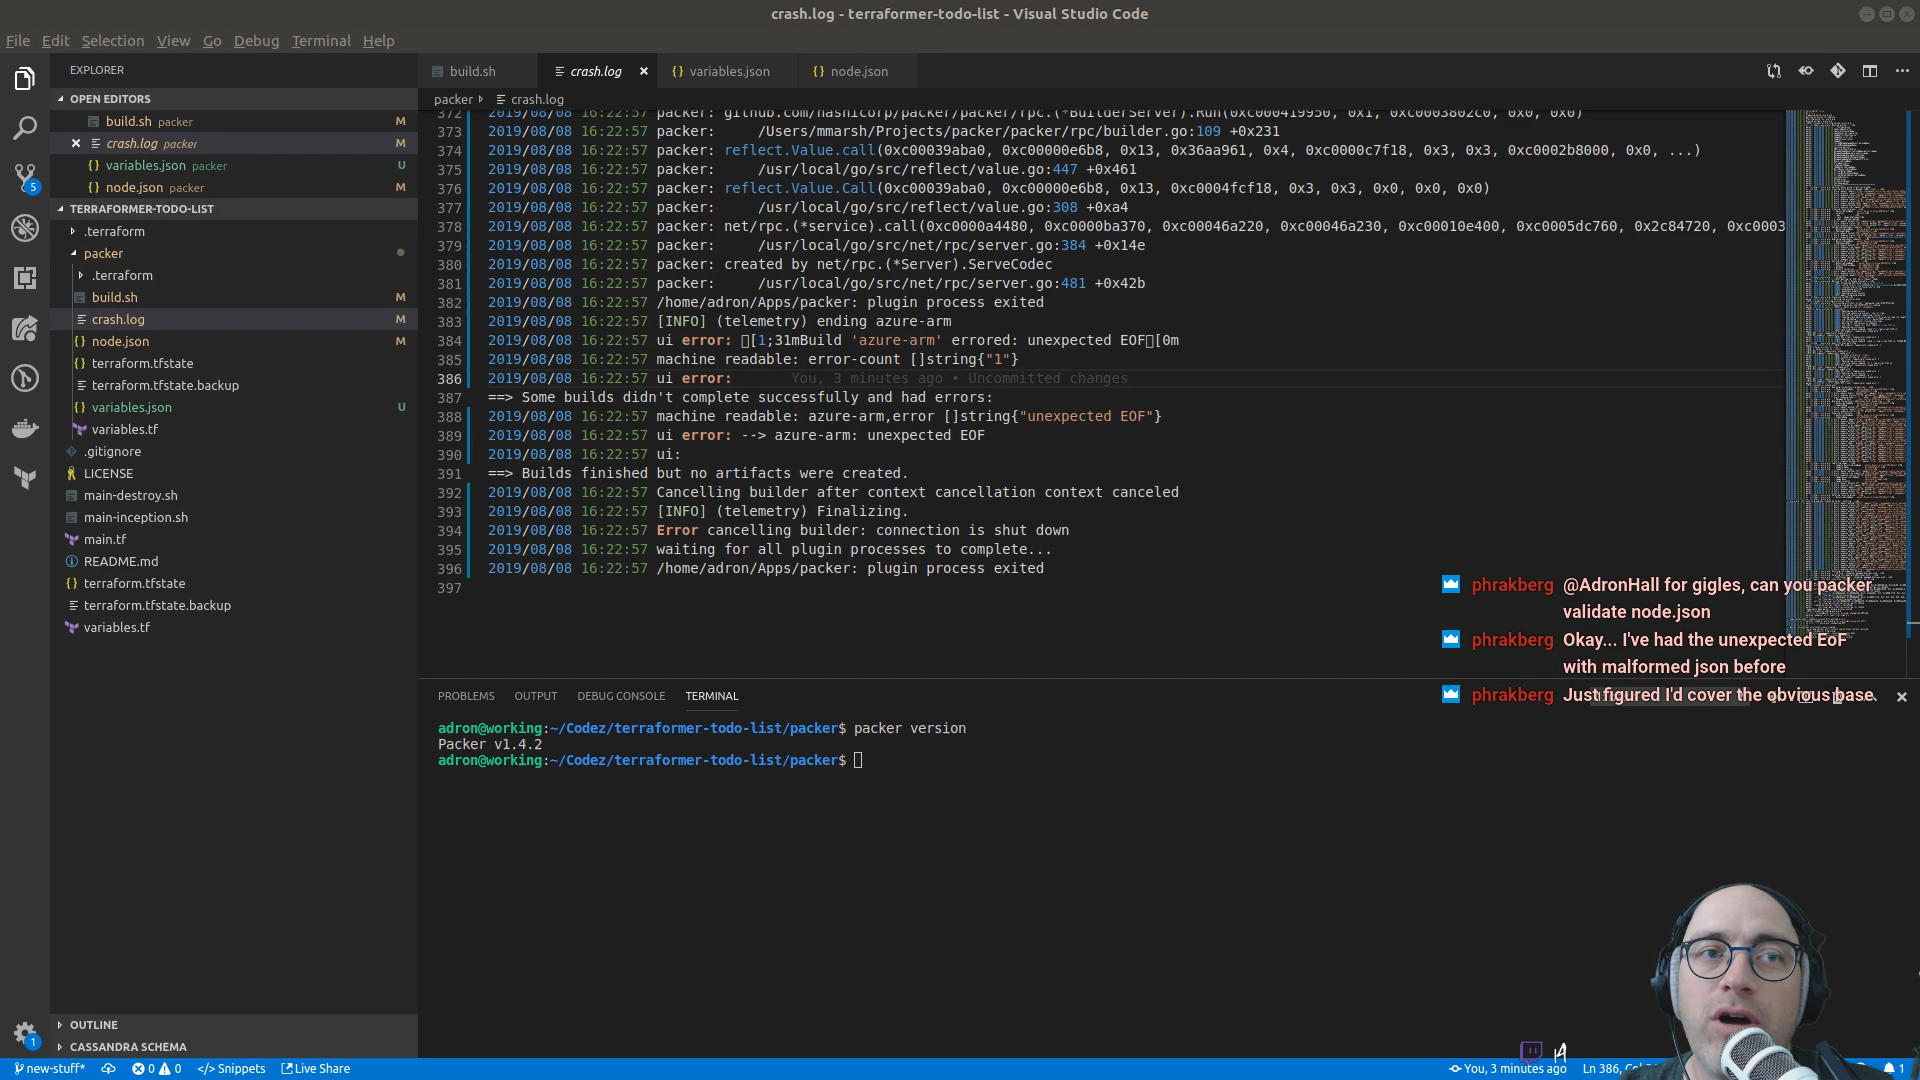 crash.log - terraformer-todo-list - Visual Studio Code
File Edit Selection View Go Debug Terminal Help
EXPLORER
OPEN EDITORS
build.sh packer M
crash.log packer M
variables.json packer U
node.json packer M
TERRAFORMER-TODO-LIST
.terraform
packer
.terraform
build.sh M
crash.log M
node.json M
terraform.tfstate
terraform.tfstate.backup
variables.json U
variables.tf
.gitignore
LICENSE
main-destroy.sh
main-inception.sh
main.tf
README.md
terraform.tfstate
terraform.tfstate.backup
variables.tf
OUTLINE
CASSANDRA SCHEMA
build.sh crash.log variables.json node.json
packer crash.log
372 2019/08/08 16:22:57 packer: github.com/hashicorp/packer/packer/rpc.(*BuilderServer).Run(0xc000419950, 0x1, 0xc0003802c0, 0x0, 0x0)
373 2019/08/08 16:22:57 packer: /Users/mmarsh/Projects/packer/packer/rpc/builder.go:109 +0x231
374 2019/08/08 16:22:57 packer: reflect.Value.call(0xc00039aba0, 0xc00000e6b8, 0x13, 0x36aa961, 0x4, 0xc0000c7f18, 0x3, 0x3, 0xc0002b8000, 0x0, ...)
375 2019/08/08 16:22:57 packer: /usr/local/go/src/reflect/value.go:447 +0x461
376 2019/08/08 16:22:57 packer: reflect.Value.Call(0xc00039aba0, 0xc00000e6b8, 0x13, 0xc0004fcf18, 0x3, 0x3, 0x0, 0x0, 0x0)
377 2019/08/08 16:22:57 packer: /usr/local/go/src/reflect/value.go:308 +0xa4
378 2019/08/08 16:22:57 packer: net/rpc.(*service).call(0xc0000a4480, 0xc0000ba370, 0xc00046a220, 0xc00046a230, 0xc00010e400, 0xc0005dc760, 0x2c84720, 0xc0003
379 2019/08/08 16:22:57 packer: /usr/local/go/src/net/rpc/server.go:384 +0x14e
380 2019/08/08 16:22:57 packer: created by net/rpc.(*Server).ServeCodec
381 2019/08/08 16:22:57 packer: /usr/local/go/src/net/rpc/server.go:481 +0x42b
382 2019/08/08 16:22:57 /home/adron/Apps/packer: plugin process exited
383 2019/08/08 16:22:57 [INFO] (telemetry) ending azure-arm
384 2019/08/08 16:22:57 ui error: [1;31mBuild 'azure-arm' errored: unexpected EOF[0m
385 2019/08/08 16:22:57 machine readable: error-count []string{"1"}
386 2019/08/08 16:22:57 ui error: You, 3 minutes ago • Uncommitted changes
387 ==> Some builds didn't complete successfully and had errors:
388 2019/08/08 16:22:57 machine readable: azure-arm,error []string{"unexpected EOF"}
389 2019/08/08 16:22:57 ui error: --> azure-arm: unexpected EOF
390 2019/08/08 16:22:57 ui:
391 ==> Builds finished but no artifacts were created.
392 2019/08/08 16:22:57 Cancelling builder after context cancellation context canceled
393 2019/08/08 16:22:57 [INFO] (telemetry) Finalizing.
394 2019/08/08 16:22:57 Error cancelling builder: connection is shut down
395 2019/08/08 16:22:57 waiting for all plugin processes to complete...
396 2019/08/08 16:22:57 /home/adron/Apps/packer: plugin process exited
397
phrakberg @AdronHall for gigles, can you packer
validate node.json
phrakberg Okay... I've had the unexpected EoF
with malformed json before
phrakberg Just figured I'd cover the obvious base
PROBLEMS OUTPUT DEBUG CONSOLE TERMINAL
adron@working:~/Codez/terraformer-todo-list/packer$ packer version
Packer v1.4.2
adron@working:~/Codez/terraformer-todo-list/packer$
5
1
new-stuff* 0 0 Snippets Live Share You, 3 minutes ago Ln 386, 1